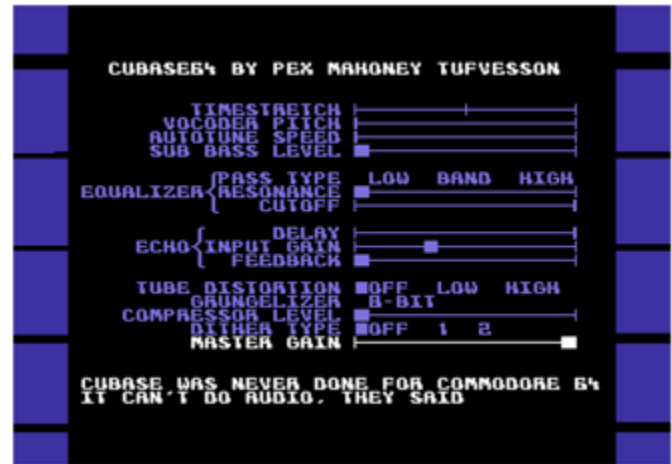 CUBASE64 BY PEX MAHONEY TUFVESSON
TIMESTRETCH
VOCODER PITCH
AUTOTUNE SPEED
SUB BASS LEVEL
PASS TYPE LOW BAND HIGH
EQUALIZER RESONANCE
CUTOFF
DELAY
ECHO INPUT GAIN
FEEDBACK
TUBE DISTORTION OFF LOW HIGH
GRUNGELIZER 8-BIT
COMPRESSOR LEVEL
DITHER TYPE OFF 1 2
MASTER GAIN
CUBASE WAS NEVER DONE FOR COMMODORE 64
IT CAN'T DO AUDIO, THEY SAID